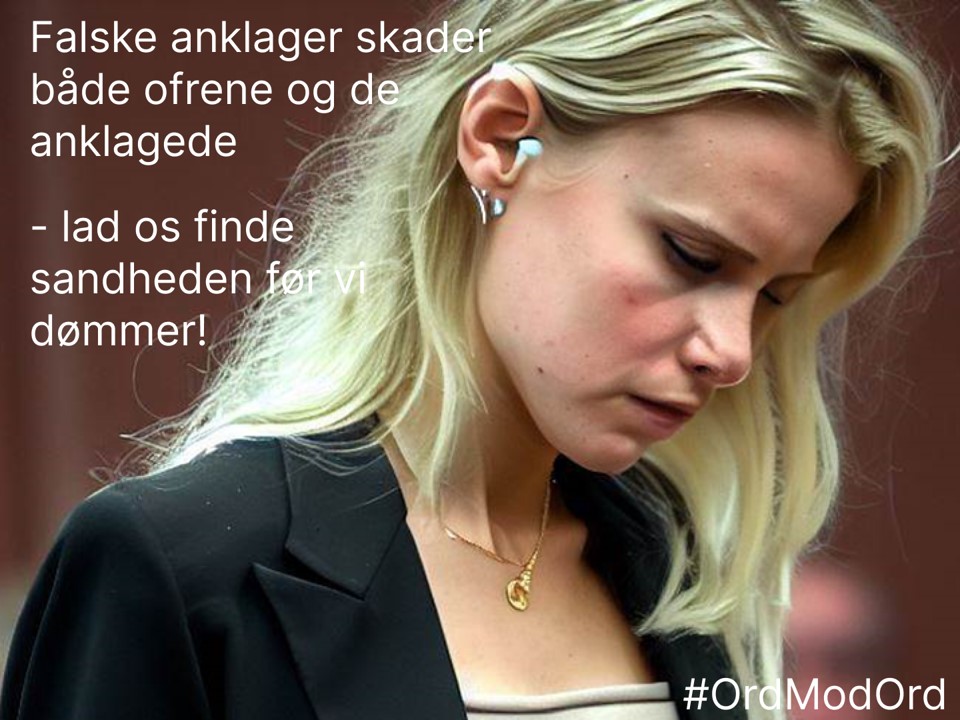 Falske anklager skader
både ofrene og de
anklagede
- lad os finde
sandheden før vi
dømmer!
#OrdModOrd